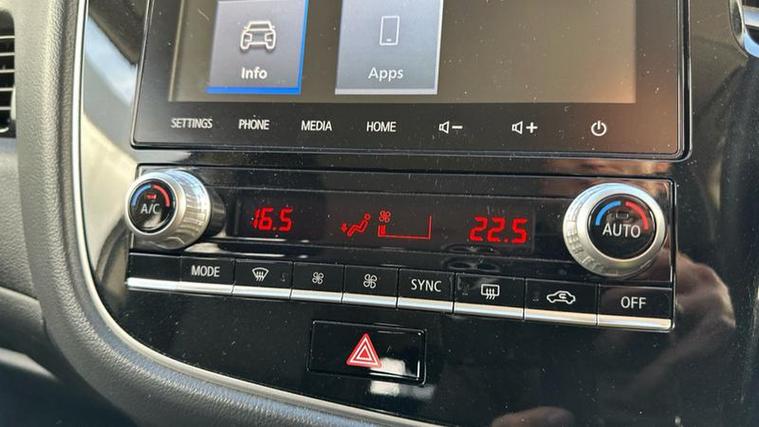 Info
Apps
SETTINGS PHONE MEDIA HOME
A/C 16.5 22.5 AUTO
MODE SYNC OFF